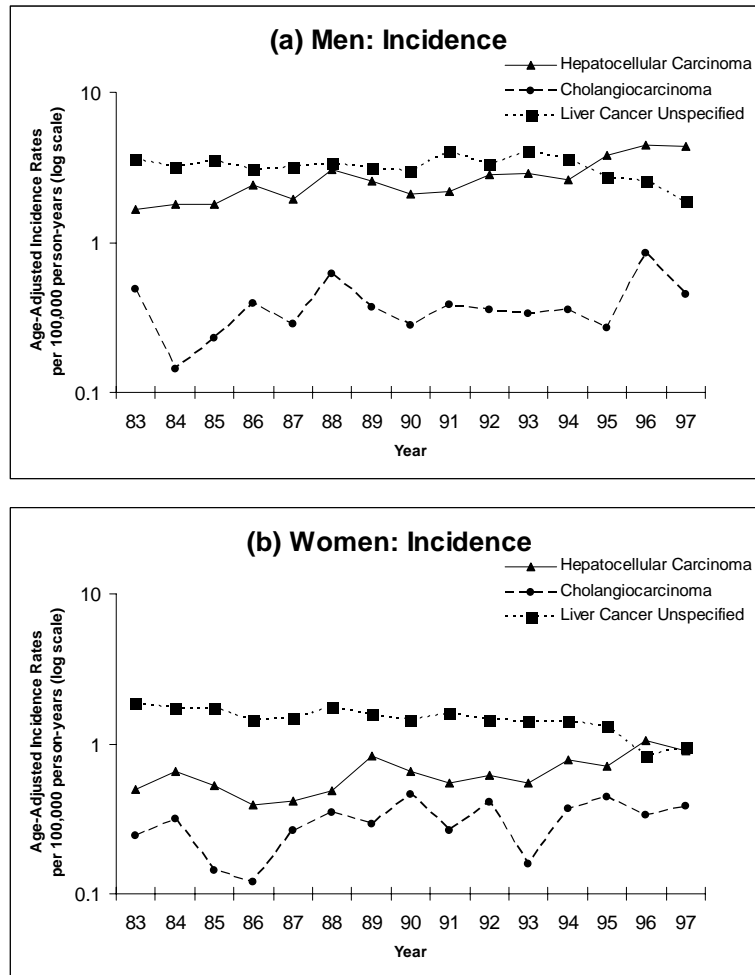 (a) Men: Incidence
Hepatocellular Carcinoma
Cholangiocarcinoma
Liver Cancer Unspecified
Age-Adjusted Incidence Rates
per 100,000 person-years (log scale)
10
1
0.1
83 84 85 86 87 88 89 90 91 92 93 94 95 96 97
Year
(b) Women: Incidence
Hepatocellular Carcinoma
Cholangiocarcinoma
Liver Cancer Unspecified
Age-Adjusted Incidence Rates
per 100,000 person-years (log scale)
10
1
0.1
83 84 85 86 87 88 89 90 91 92 93 94 95 96 97
Year